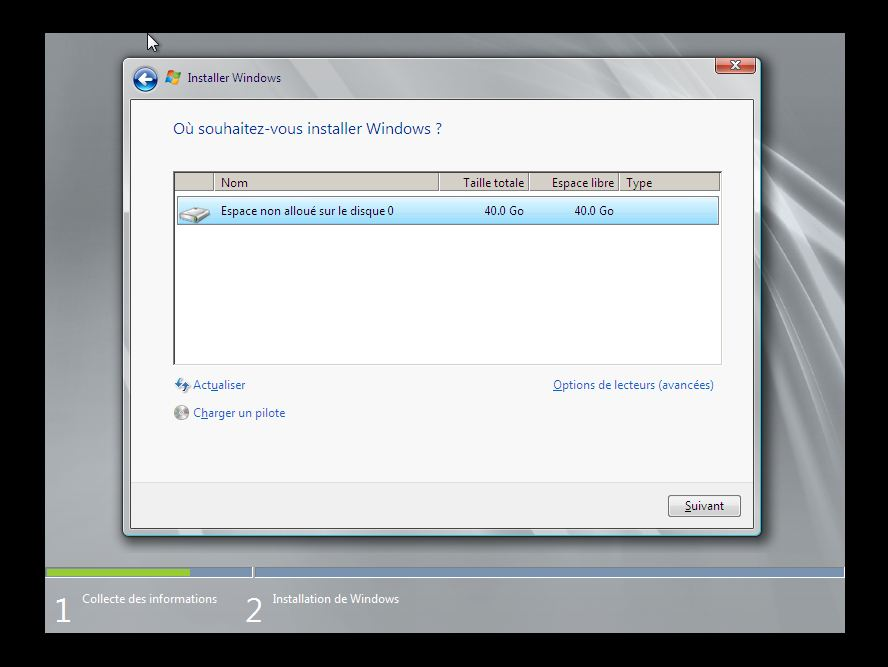 Installer Windows
Où souhaitez-vous installer Windows ?
Nom Taille totale Espace libre Type
Espace non alloué sur le disque 0 40.0 Go 40.0 Go
Actualiser Options de lecteurs (avancées)
Charger un pilote
Suivant
1 Collecte des informations 2 Installation de Windows